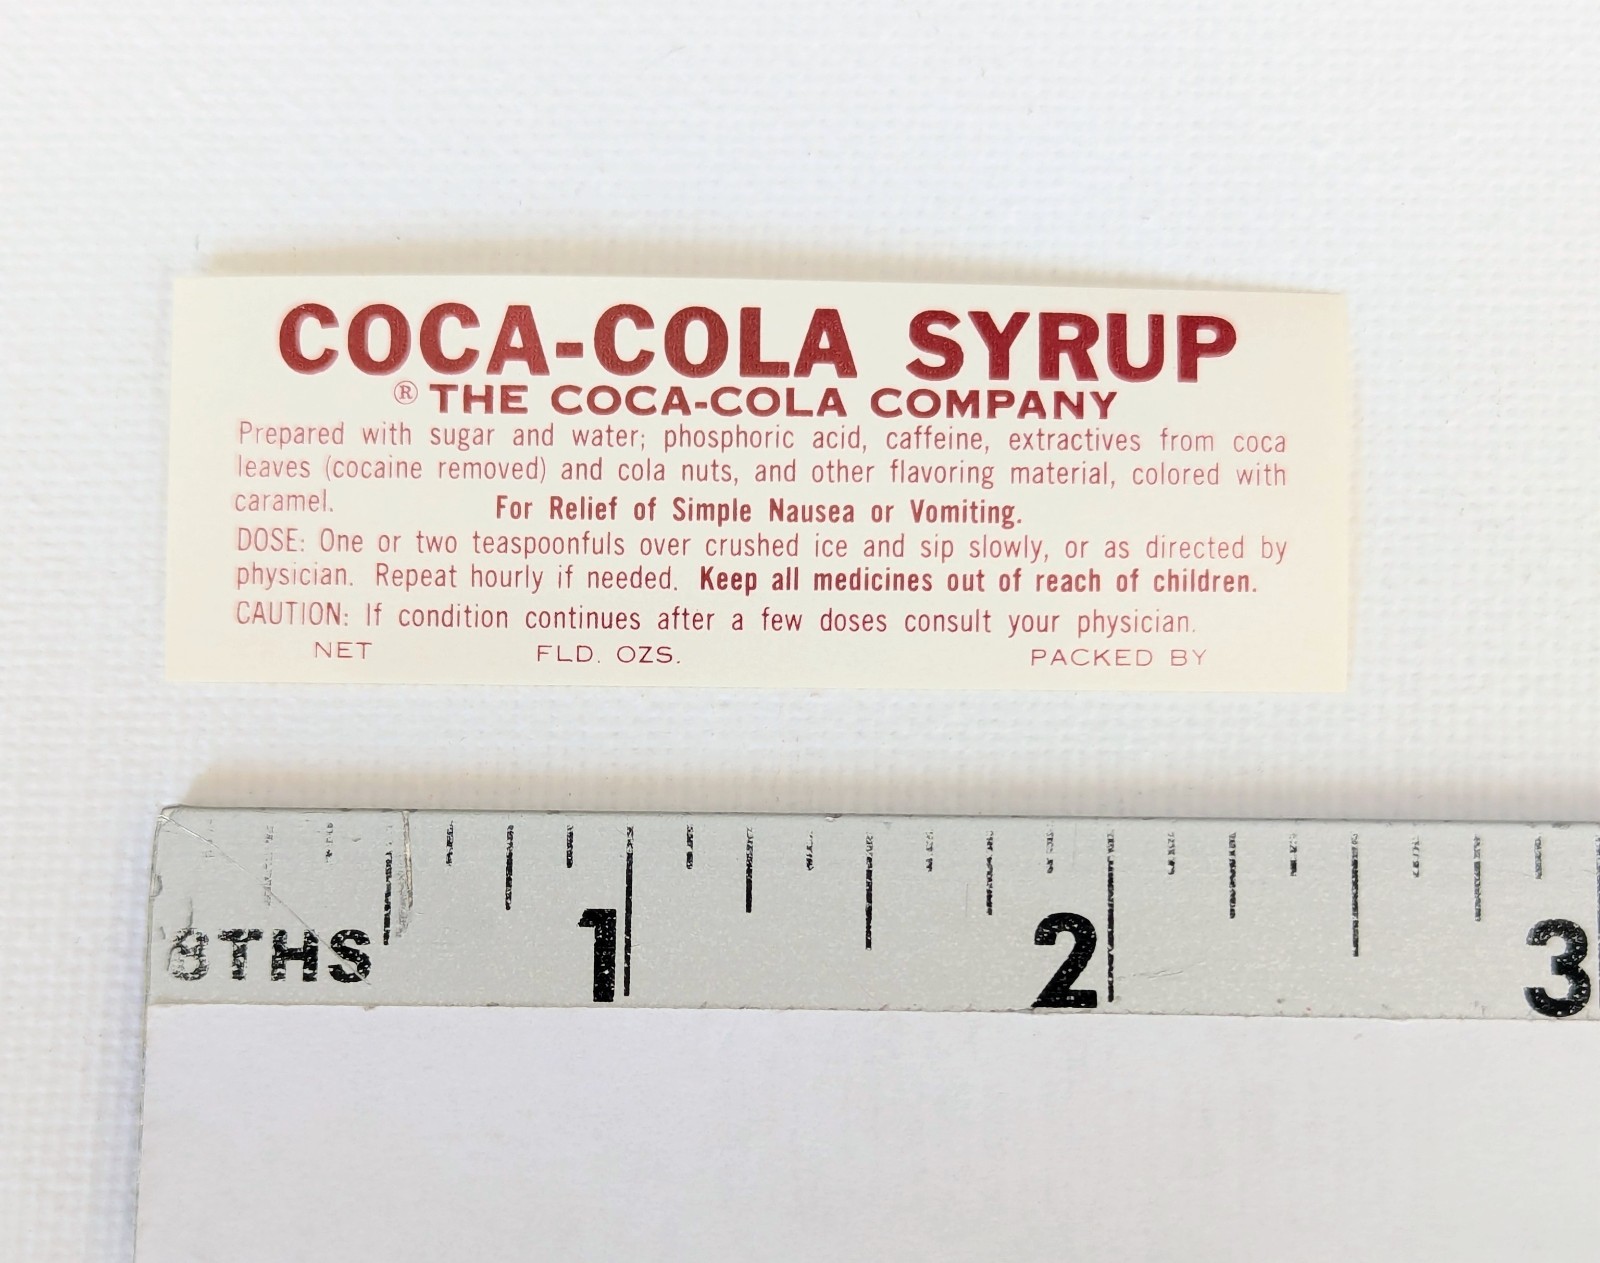 COCA-COLA SYRUP
® THE COCA-COLA COMPANY
Prepared with sugar and water; phosphoric acid, caffeine, extractives from coca
leaves (cocaine removed) and cola nuts, and other flavoring material, colored with
caramel. For Relief of Simple Nausea or Vomiting.
DOSE: One or two teaspoonfuls over crushed ice and sip slowly, or as directed by
physician. Repeat hourly if needed. Keep all medicines out of reach of children.
CAUTION: If condition continues after a few doses consult your physician.
NET FLD. OZS. PACKED BY
8THS 1 2 3